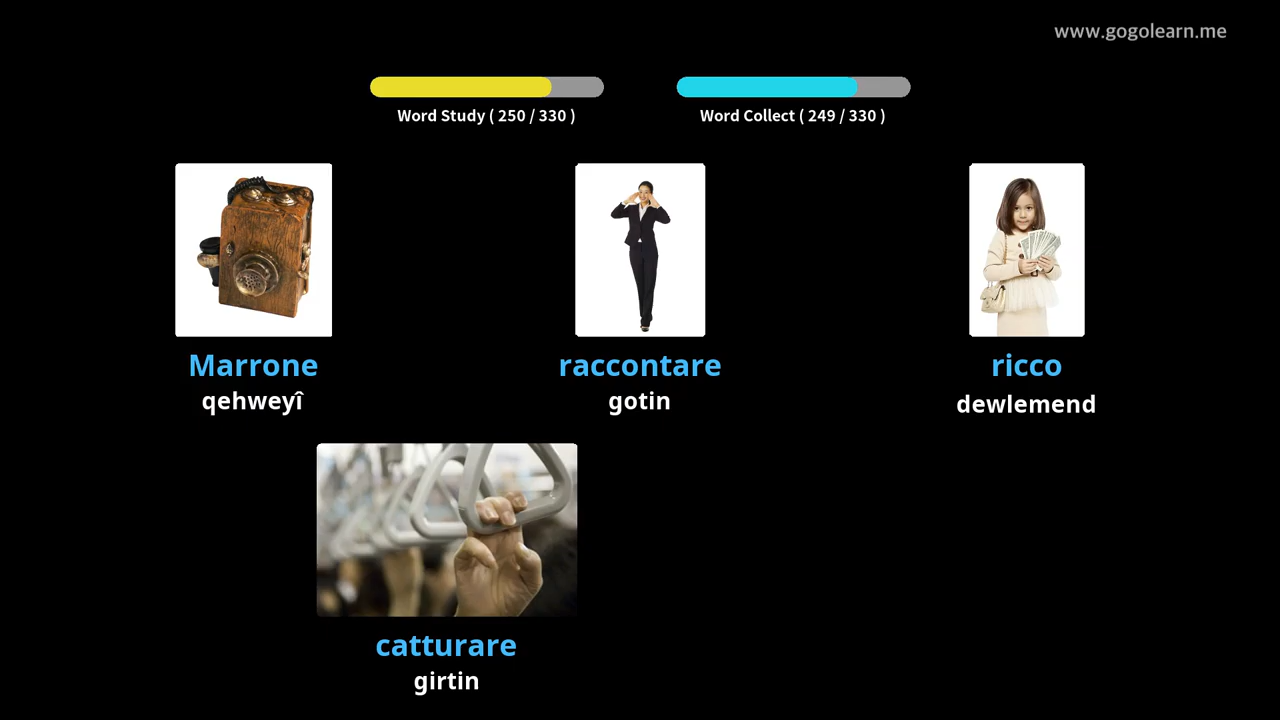 www.gogolearn.me
Word Study ( 250 / 330 )
Word Collect ( 249 / 330 )
Marrone
qehweyî
raccontare
gotin
ricco
dewlemend
catturare
girtin